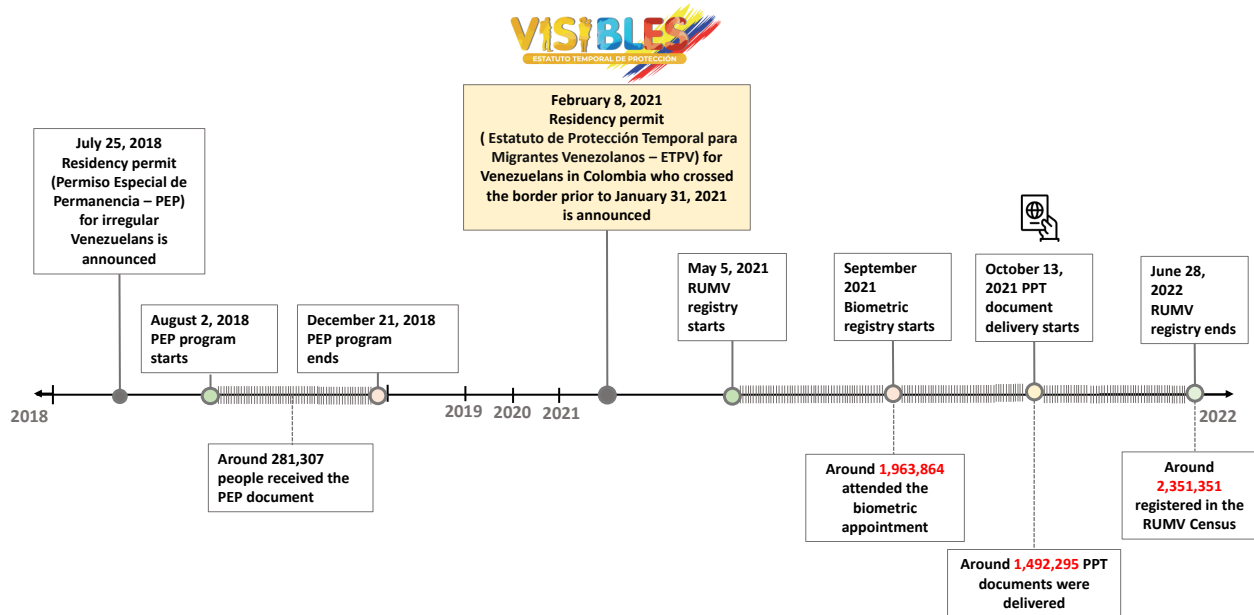 VISIBLES
ESTATUTO TEMPORAL DE PROTECCIÓN
February 8, 2021
Residency permit
( Estatuto de Protección Temporal para
Migrantes Venezolanos – ETPV) for
Venezuelans in Colombia who crossed
the border prior to January 31, 2021
is announced
July 25, 2018
Residency permit
(Permiso Especial de
Permanencia – PEP)
for irregular
Venezuelans is
announced
August 2, 2018
PEP program
starts
December 21, 2018
PEP program
ends
May 5, 2021
RUMV
registry
starts
September
2021
Biometric
registry starts
October 13,
2021 PPT
document
delivery starts
June 28,
2022
RUMV
registry ends
2018
2019
2020
2021
2022
Around 281,307
people received the
PEP document
Around 1,963,864
attended the
biometric
appointment
Around
2,351,351
registered in the
RUMV Census
Around 1,492,295 PPT
documents were
delivered